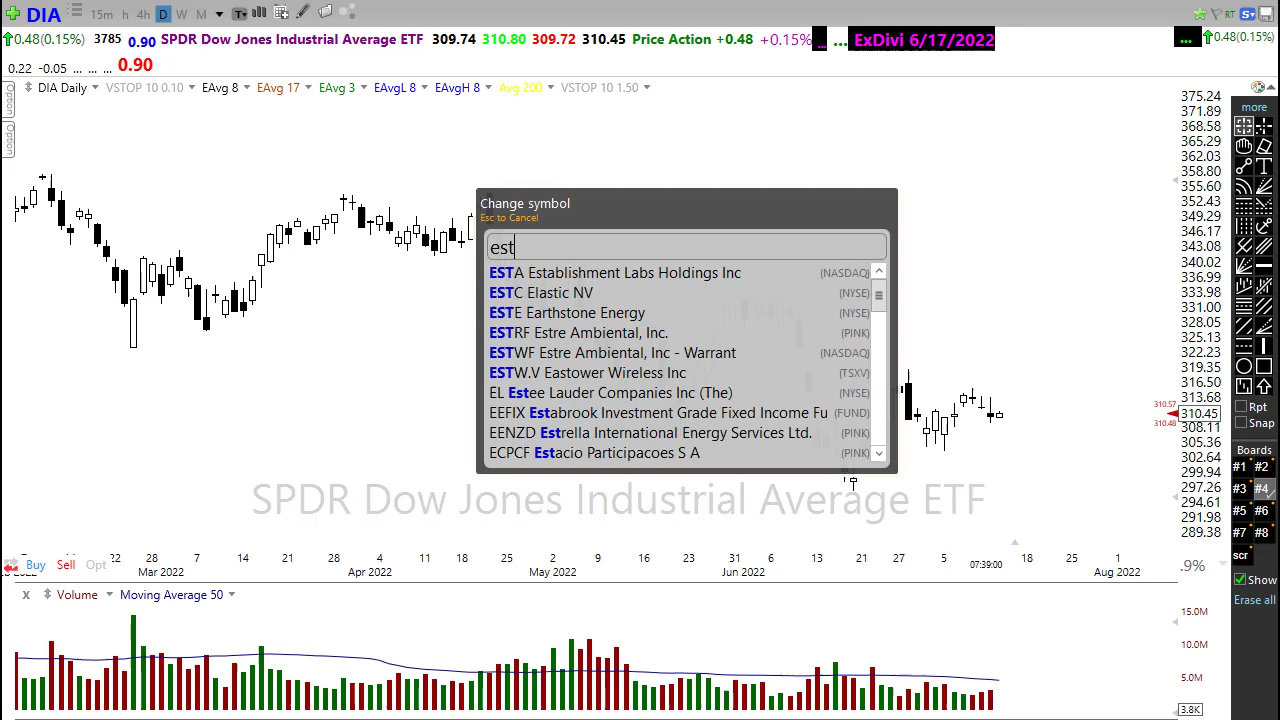 DIA 15m h 4h D W M T RT S
0.48(0.15%) 3785 0.90 SPDR Dow Jones Industrial Average ETF 309.74 310.80 309.72 310.45 Price Action +0.48 +0.15% ... ... ExDivi 6/17/2022 ... 0.48(0.15%)
0.22 -0.05 ... ... ... 0.90
DIA Daily VSTOP 10 0.10 EAvg 8 EAvg 17 EAvg 3 EAvgL 8 EAvgH 8 Avg 200 VSTOP 10 1.50
Option
Option
Change symbol
Esc to Cancel
est
ESTA Establishment Labs Holdings Inc (NASDAQ)
ESTC Elastic NV (NYSE)
ESTE Earthstone Energy (NYSE)
ESTRF Estre Ambiental, Inc. (PINK)
ESTWF Estre Ambiental, Inc - Warrant (NASDAQ)
ESTW.V Eastower Wireless Inc (TSXV)
EL Estee Lauder Companies Inc (The) (NYSE)
EEFIX Estabrook Investment Grade Fixed Income Fu (FUND)
EENZD Estrella International Energy Services Ltd. (PINK)
ECPCF Estacio Participacoes S A (PINK)
SPDR Dow Jones Industrial Average ETF
375.24
371.89
368.58
365.29
362.03
358.80
355.60
352.43
349.29
346.17
343.08
340.02
336.99
333.98
331.00
328.05
325.13
322.23
319.35
316.50
313.68
310.57
310.45
310.48
308.11
305.36
302.64
299.94
297.26
294.61
291.98
289.38
more
Rpt
Snap
Boards
#1 #2
#3 #4
#5 #6
#7 #8
scr
Show
Erase all
.9%
22 28 7 14 21 28 4 11 18 25 2 9 16 23 31 6 13 21 27 5 18 25 1
Mar 2022 Apr 2022 May 2022 Jun 2022 07:39:00 Aug 2022
Buy Sell Opt
x Volume Moving Average 50
15.0M
10.0M
5.0M
3.8K